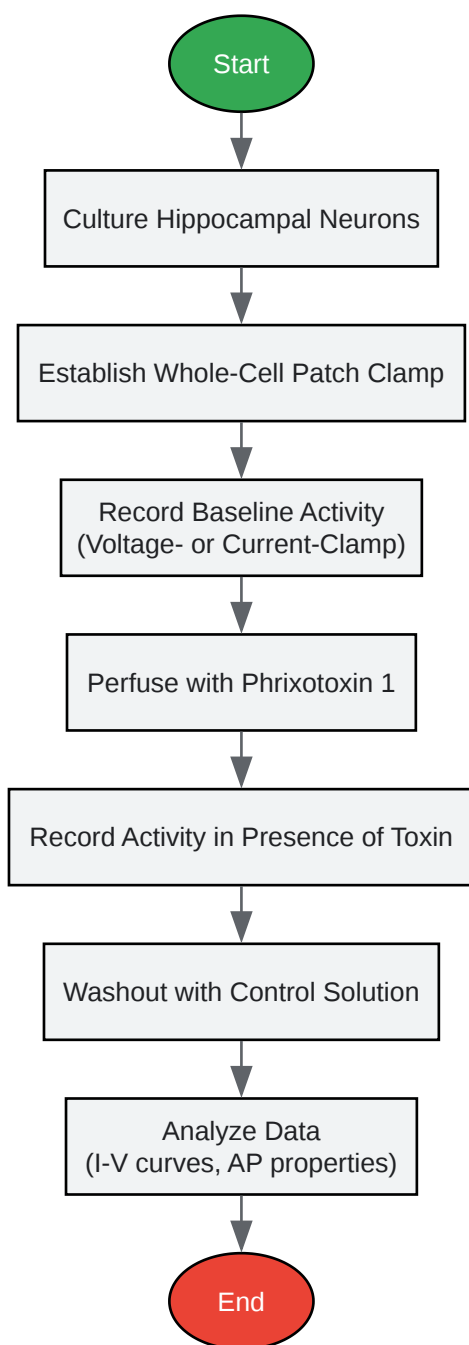 Start
Culture Hippocampal Neurons
Establish Whole-Cell Patch Clamp
Record Baseline Activity
(Voltage- or Current-Clamp)
Perfuse with Phrixotoxin 1
Record Activity in Presence of Toxin
Washout with Control Solution
Analyze Data
(I-V curves, AP properties)
End